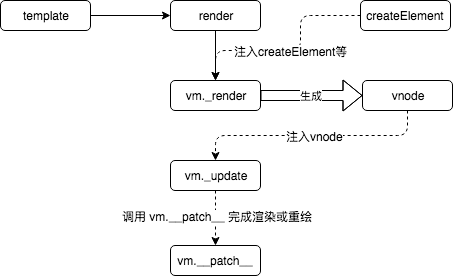 template
render
createElement
注入createElement等
vm._render
生成
vnode
注入vnode
vm._update
调用 vm.__patch__ 完成渲染或重绘
vm.__patch__